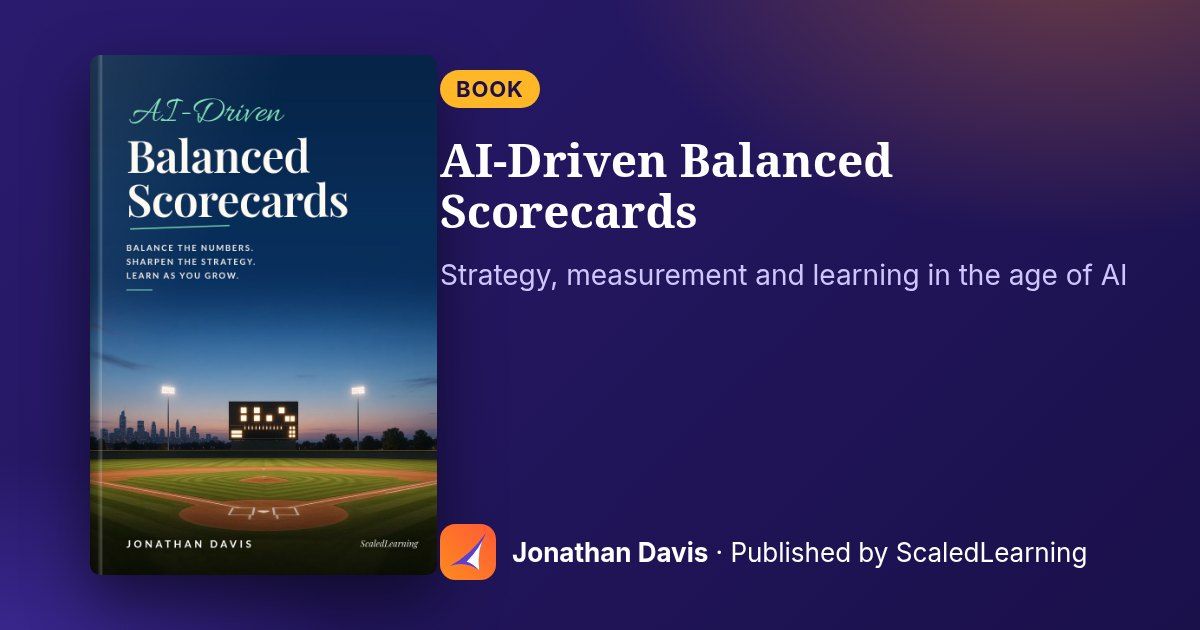 AI-Driven
Balanced
Scorecards
BALANCE THE NUMBERS.
SHARPEN THE STRATEGY.
LEARN AS YOU GROW.
JONATHAN DAVIS
ScaledLearning
BOOK
AI-Driven Balanced
Scorecards
Strategy, measurement and learning in the age of AI
Jonathan Davis · Published by ScaledLearning